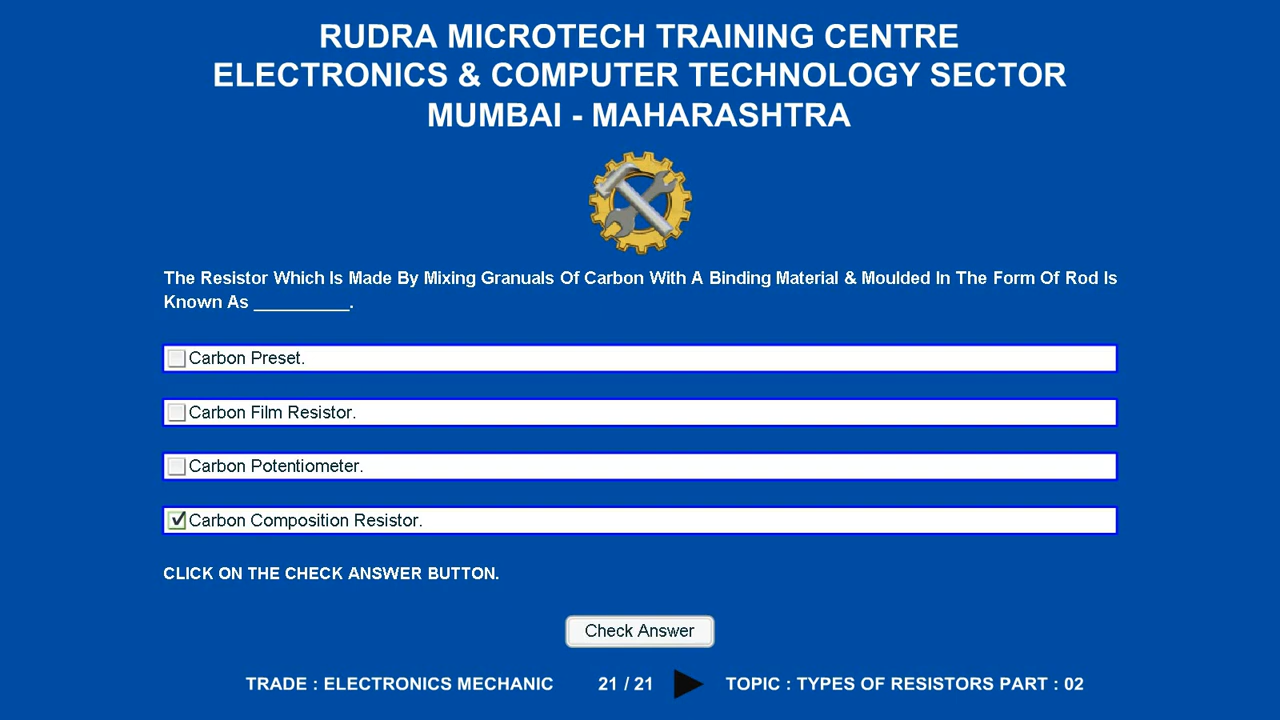 RUDRA MICROTECH TRAINING CENTRE
ELECTRONICS & COMPUTER TECHNOLOGY SECTOR
MUMBAI - MAHARASHTRA
The Resistor Which Is Made By Mixing Granuals Of Carbon With A Binding Material & Moulded In The Form Of Rod Is
Known As __________.
Carbon Preset.
Carbon Film Resistor.
Carbon Potentiometer.
Carbon Composition Resistor.
CLICK ON THE CHECK ANSWER BUTTON.
Check Answer
TRADE : ELECTRONICS MECHANIC 21 / 21 TOPIC : TYPES OF RESISTORS PART : 02